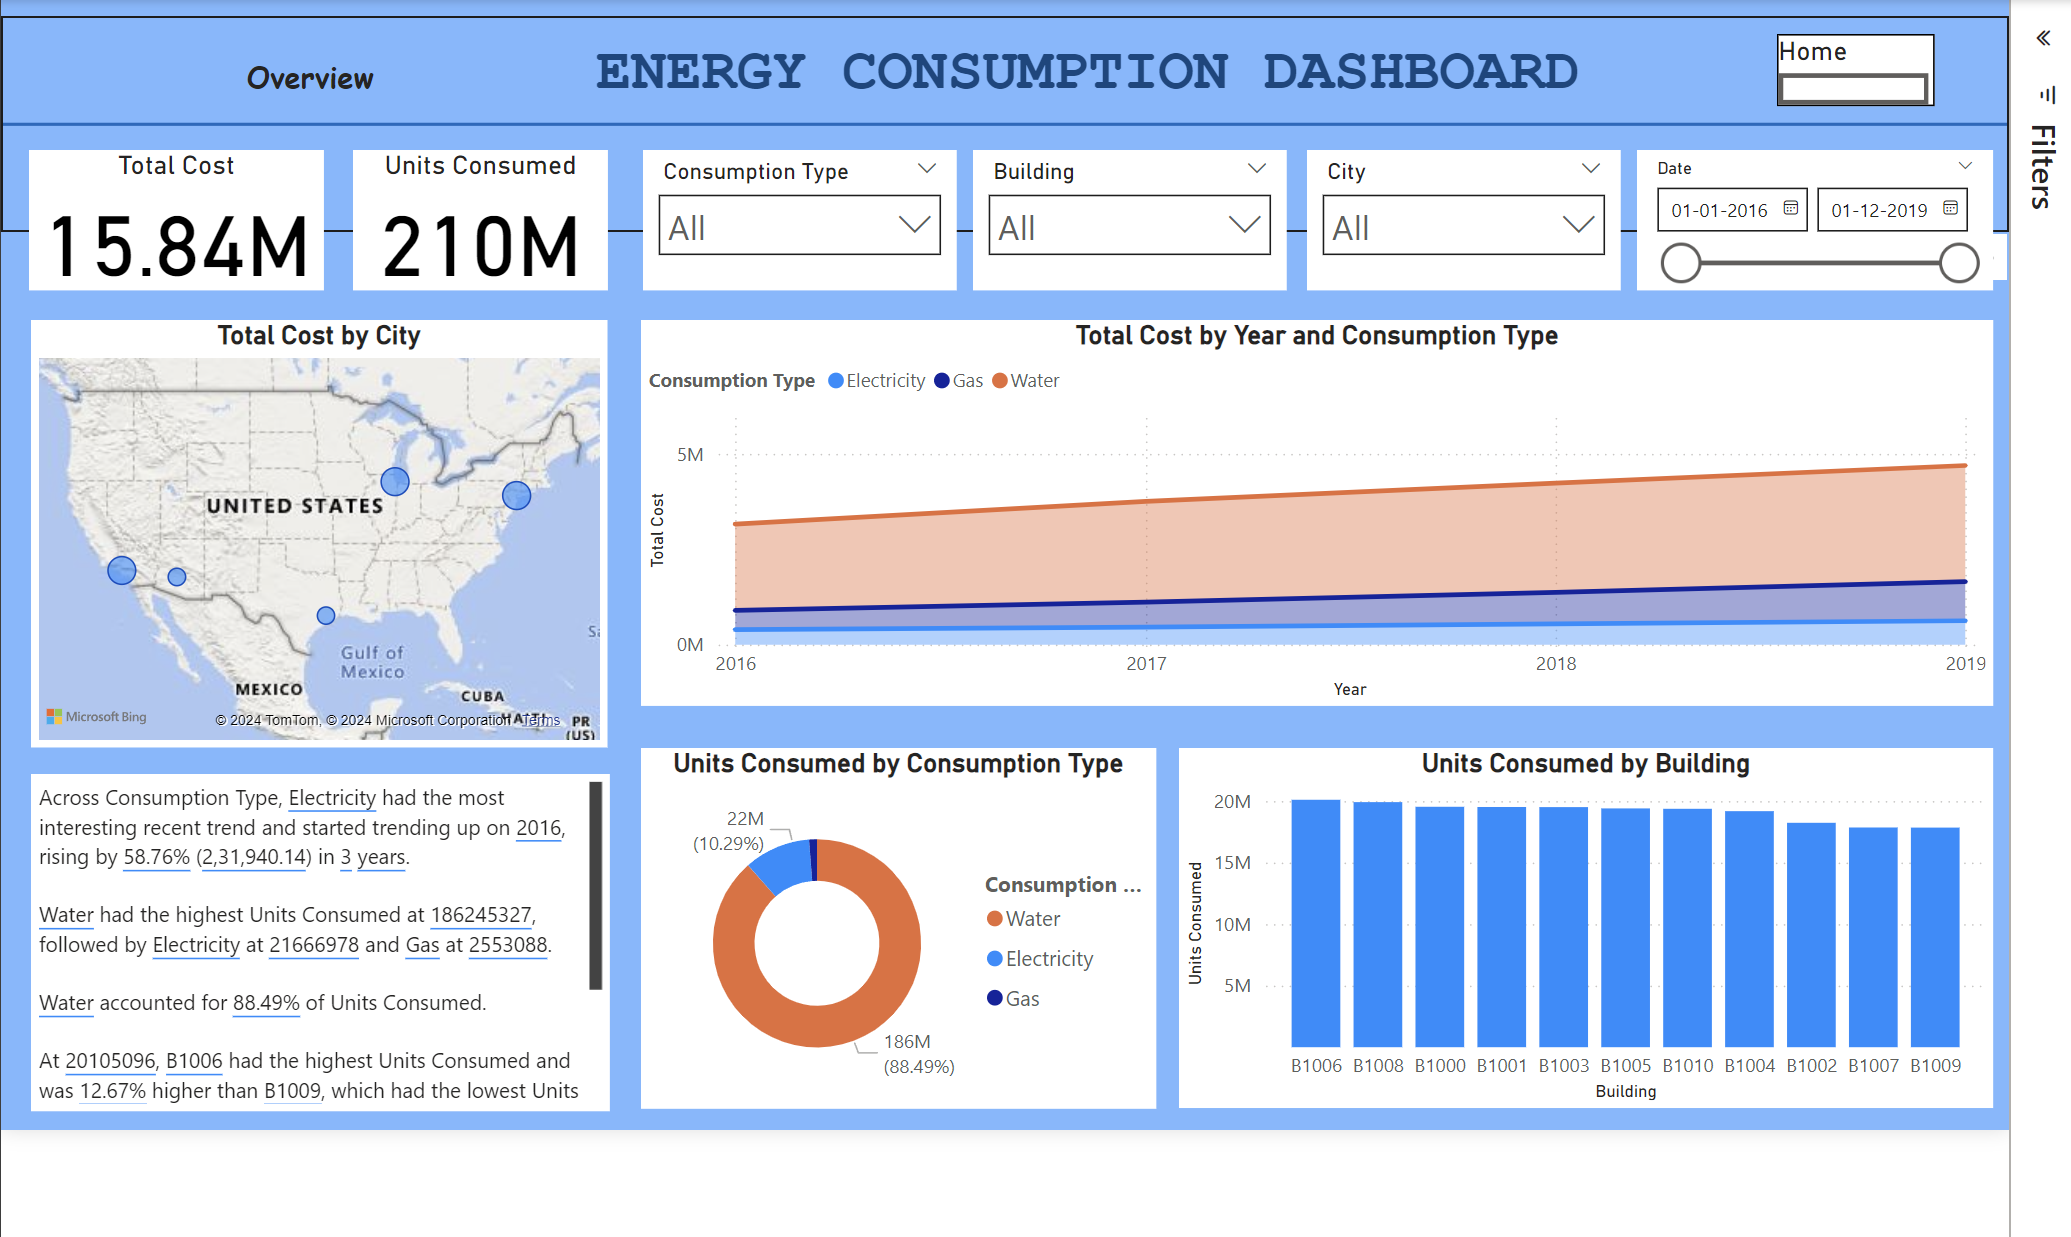 Overview
ENERGY CONSUMPTION DASHBOARD
Home
Filters
Total Cost
15.84M
Units Consumed
210M
Consumption Type
All
Building
All
City
All
Date
01-01-2016
01-12-2019
Total Cost by City
UNITED STATES
Gulf of
Mexico
MEXICO
CUBA
HAITI
PR
(US)
Microsoft Bing
© 2024 TomTom, © 2024 Microsoft Corporation Terms
Total Cost by Year and Consumption Type
Consumption Type Electricity Gas Water
Total Cost
5M
0M
2016 2017 2018 2019
Year
Across Consumption Type, Electricity had the most
interesting recent trend and started trending up on 2016,
rising by 58.76% (2,31,940.14) in 3 years.
Water had the highest Units Consumed at 186245327,
followed by Electricity at 21666978 and Gas at 2553088.
Water accounted for 88.49% of Units Consumed.
At 20105096, B1006 had the highest Units Consumed and
was 12.67% higher than B1009, which had the lowest Units
Units Consumed by Consumption Type
22M
(10.29%)
186M
(88.49%)
Consumption ...
Water
Electricity
Gas
Units Consumed by Building
Units Consumed
20M
15M
10M
5M
B1006 B1008 B1000 B1001 B1003 B1005 B1010 B1004 B1002 B1007 B1009
Building